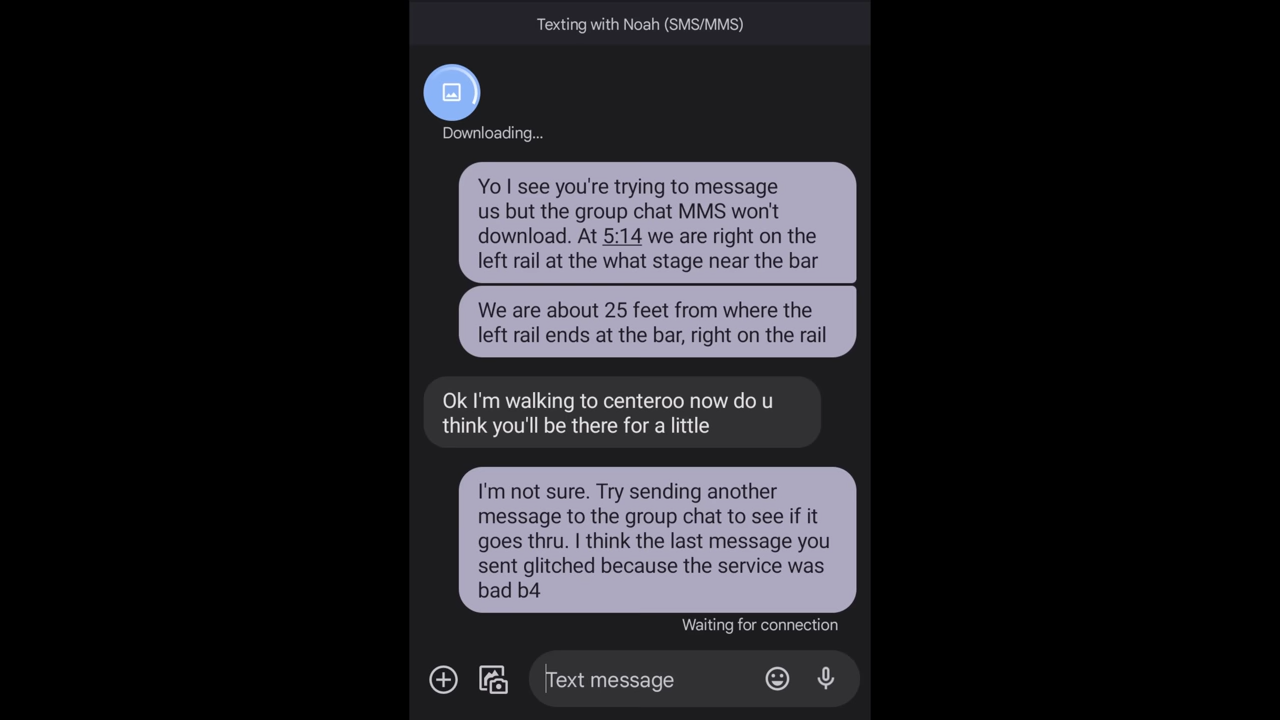 Texting with Noah (SMS/MMS)
Downloading...
Yo I see you're trying to message
us but the group chat MMS won't
download. At 5:14 we are right on the
left rail at the what stage near the bar
We are about 25 feet from where the
left rail ends at the bar, right on the rail
Ok I'm walking to centeroo now do u
think you'll be there for a little
I'm not sure. Try sending another
message to the group chat to see if it
goes thru. I think the last message you
sent glitched because the service was
bad b4
Waiting for connection
Text message